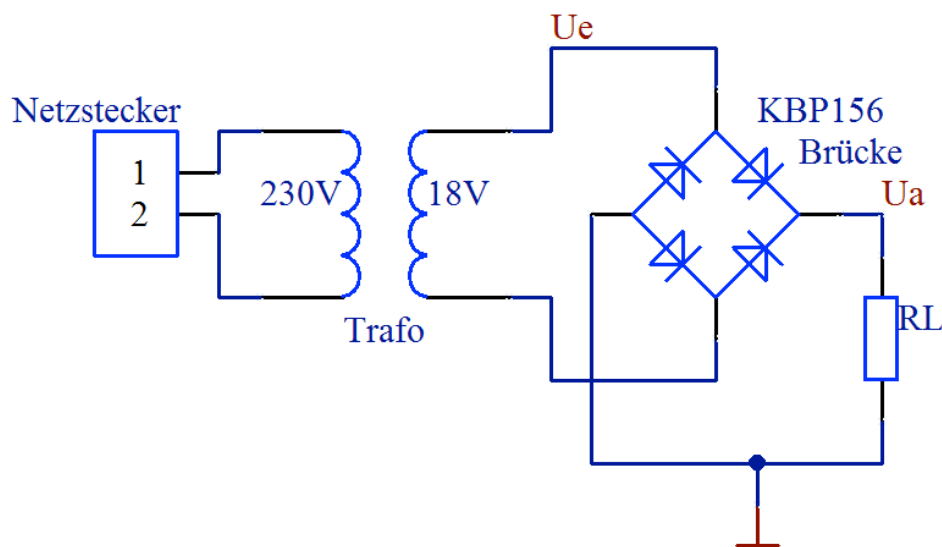 Ue
Netzstecker
KBP156
Brücke
1
2
230V
18V
Ua
Trafo
RL